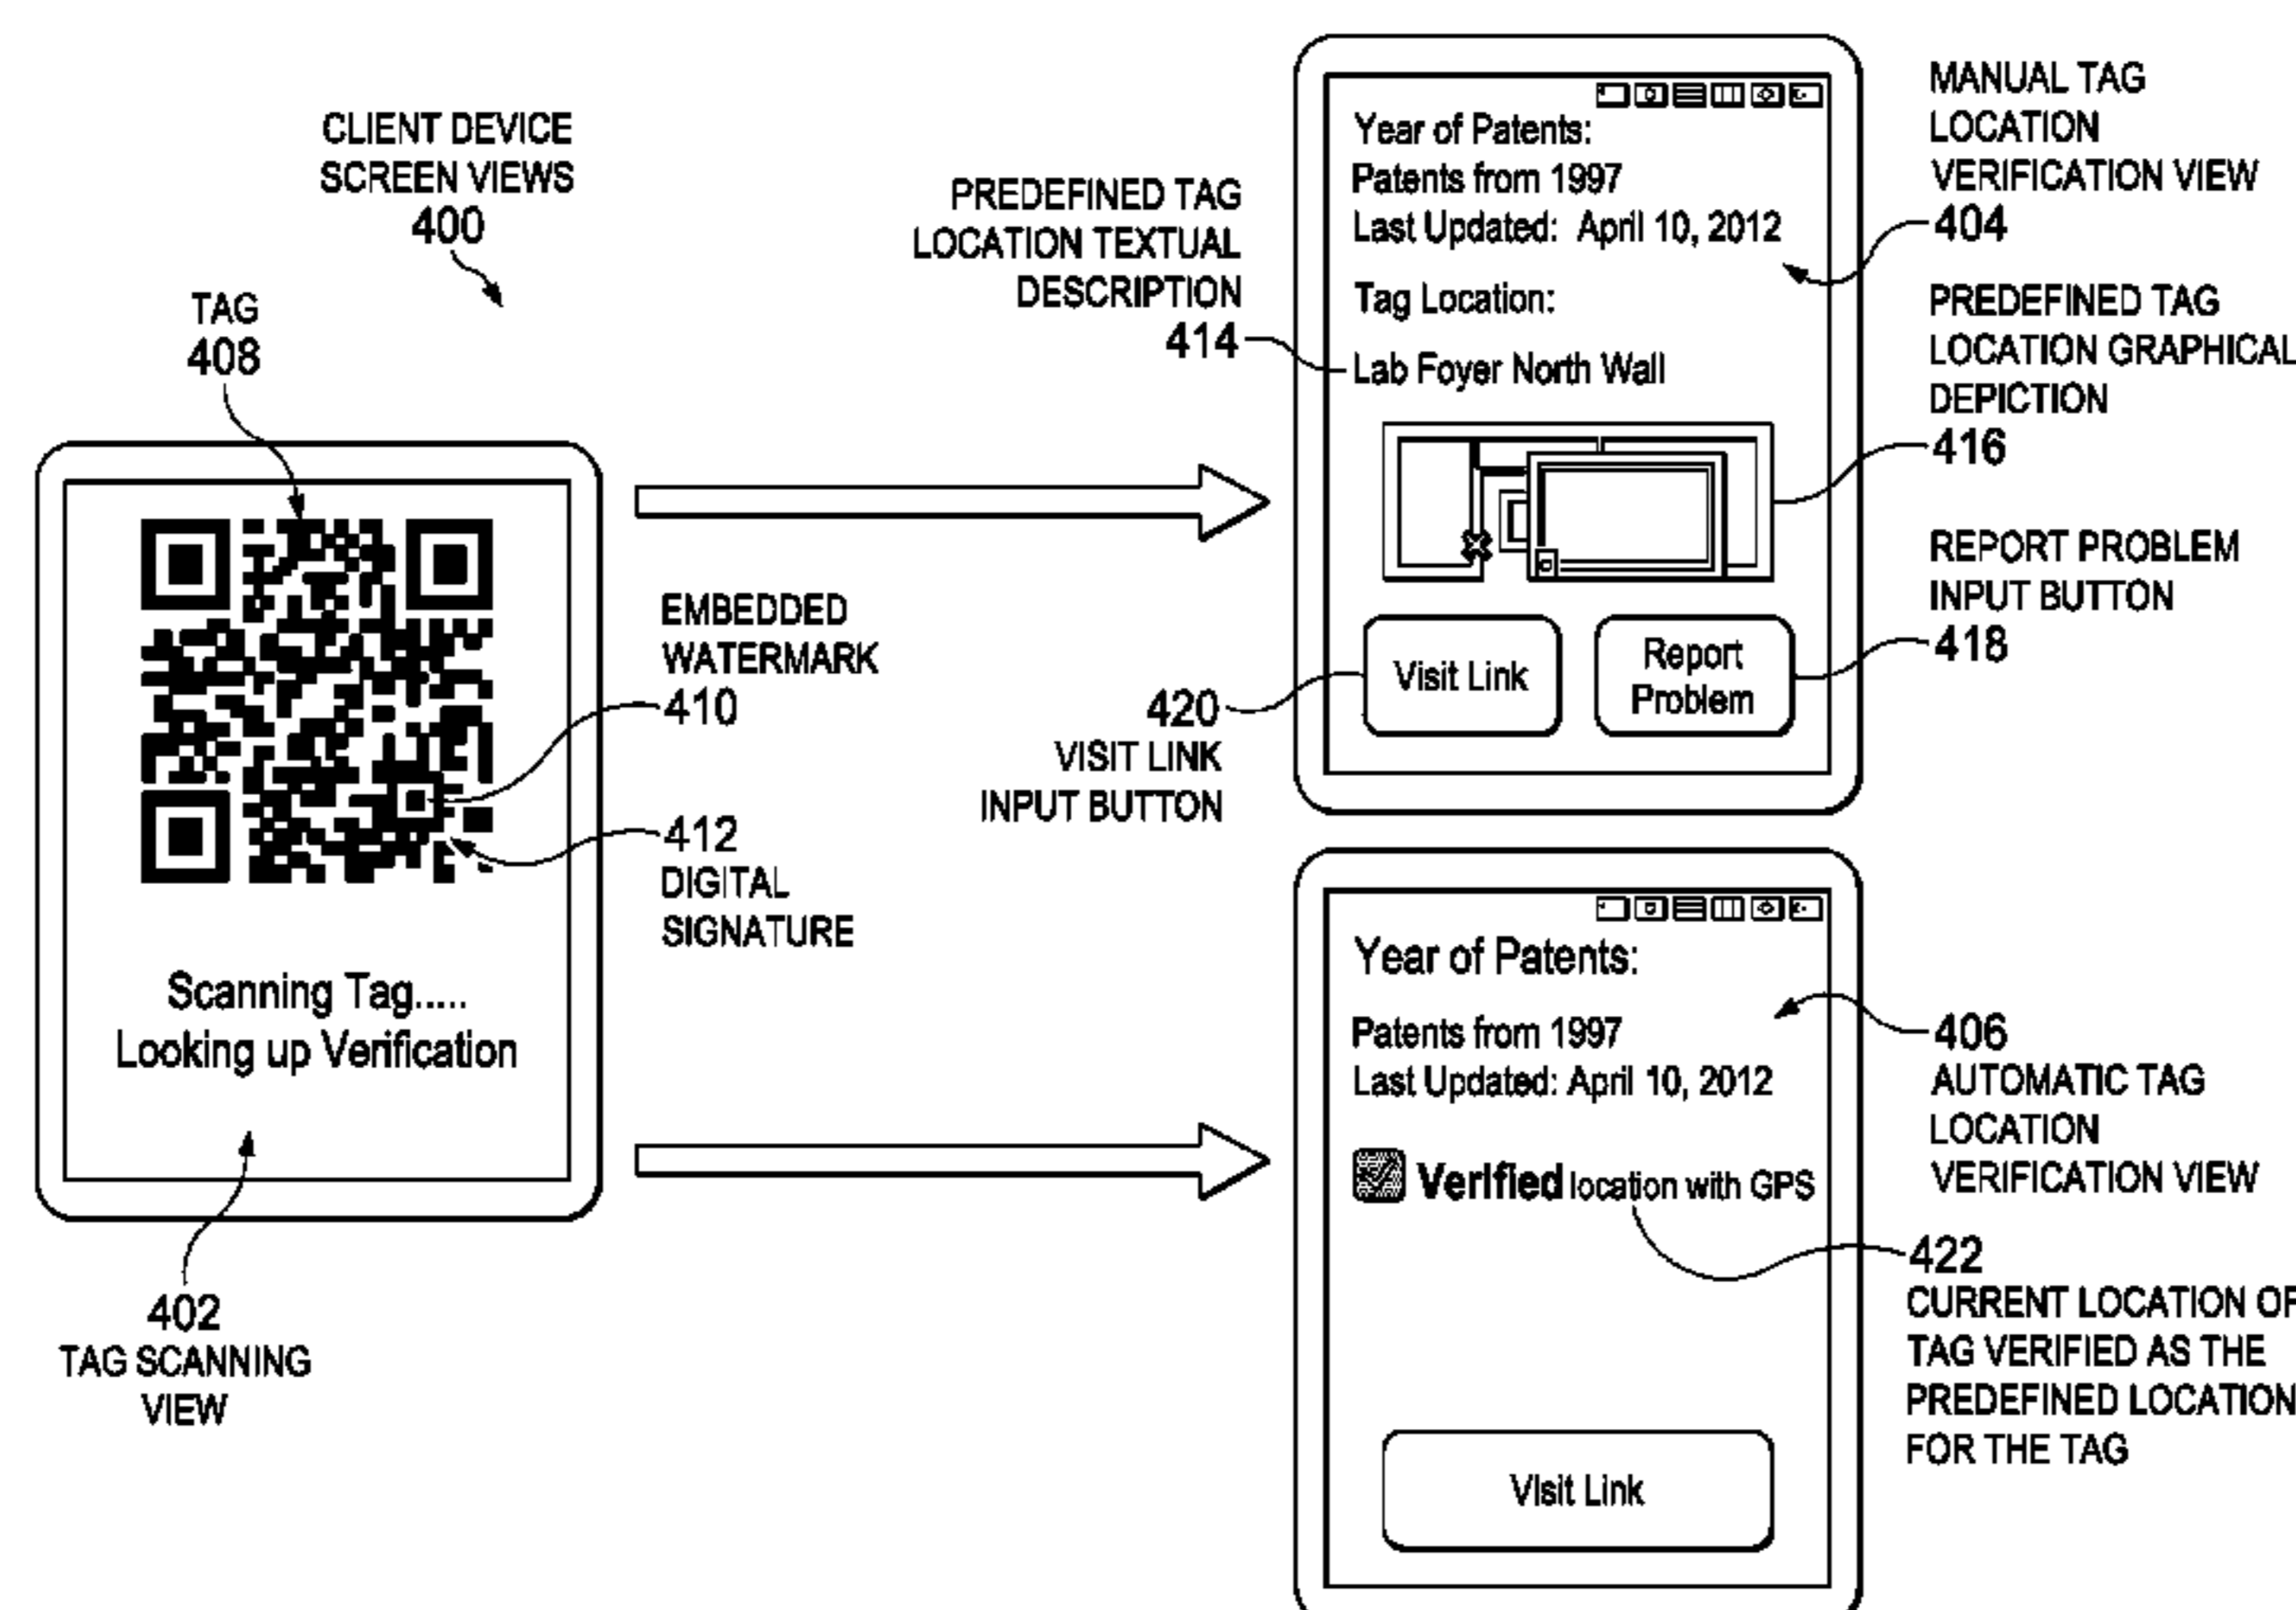 CLIENT DEVICE
SCREEN VIEWS
400
TAG
408
EMBEDDED
WATERMARK
410
412
DIGITAL
SIGNATURE
Scanning Tag.....
Looking up Verification
402
TAG SCANNING
VIEW
PREDEFINED TAG
LOCATION TEXTUAL
DESCRIPTION
414
420
VISIT LINK
INPUT BUTTON
Year of Patents:
Patents from 1997
Last Updated: April 10, 2012
Tag Location:
Lab Foyer North Wall
Visit Link
Report
Problem
MANUAL TAG
LOCATION
VERIFICATION VIEW
404
PREDEFINED TAG
LOCATION GRAPHICAL
DEPICTION
416
REPORT PROBLEM
INPUT BUTTON
418
Year of Patents:
Patents from 1997
Last Updated: April 10, 2012
Verified location with GPS
Visit Link
406
AUTOMATIC TAG
LOCATION
VERIFICATION VIEW
422
CURRENT LOCATION OF
TAG VERIFIED AS THE
PREDEFINED LOCATION
FOR THE TAG